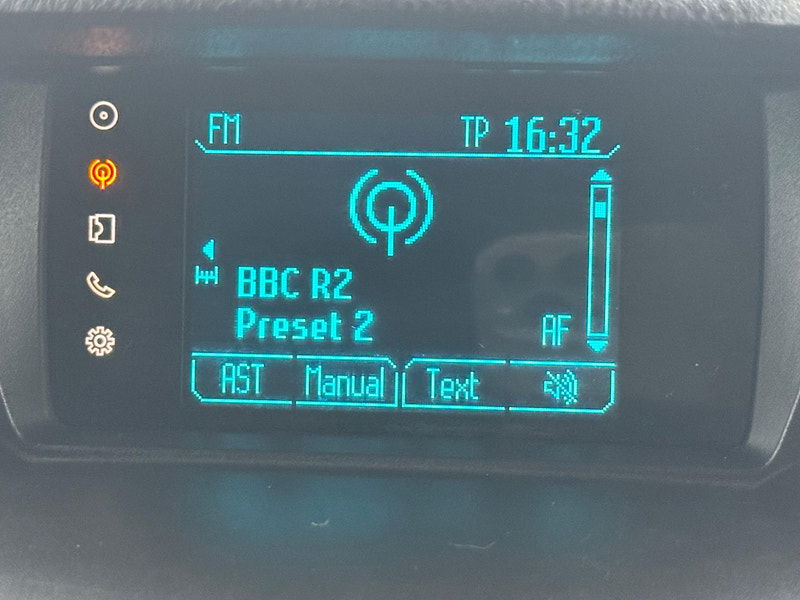 FM TP 16:32
BBC R2
Preset 2
AF
AST Manual Text